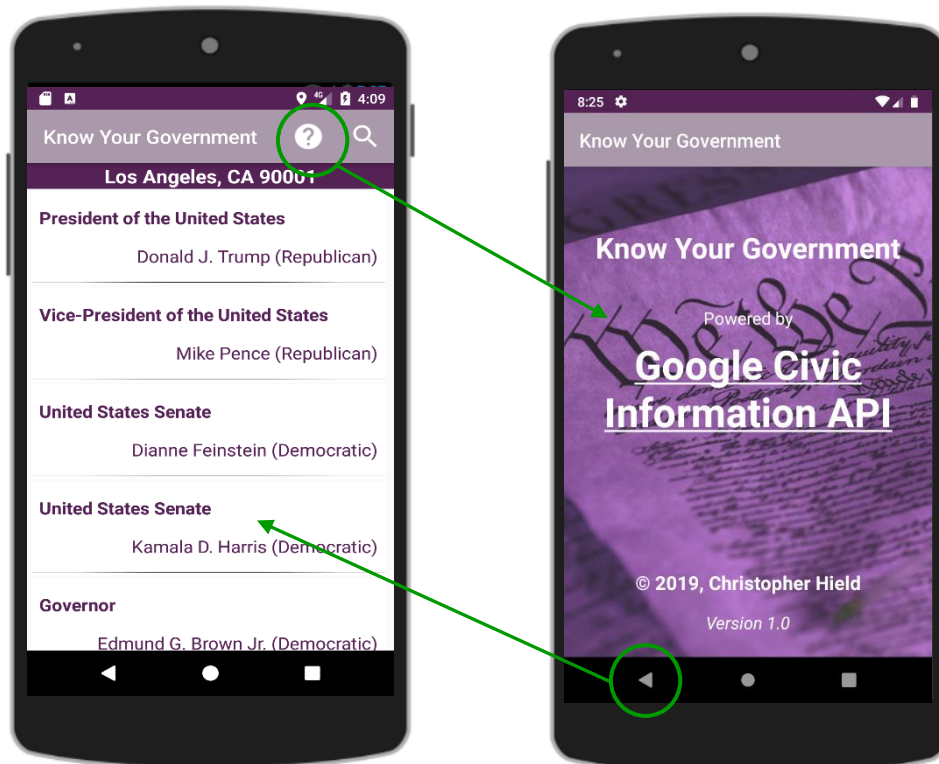 4G 4:09
Know Your Government ?
Los Angeles, CA 90001
President of the United States
Donald J. Trump (Republican)
Vice-President of the United States
Mike Pence (Republican)
United States Senate
Dianne Feinstein (Democratic)
United States Senate
Kamala D. Harris (Democratic)
Governor
Edmund G. Brown Jr. (Democratic)
8:25
Know Your Government
Know Your Government
Powered by
Google Civic
Information API
© 2019, Christopher Hield
Version 1.0